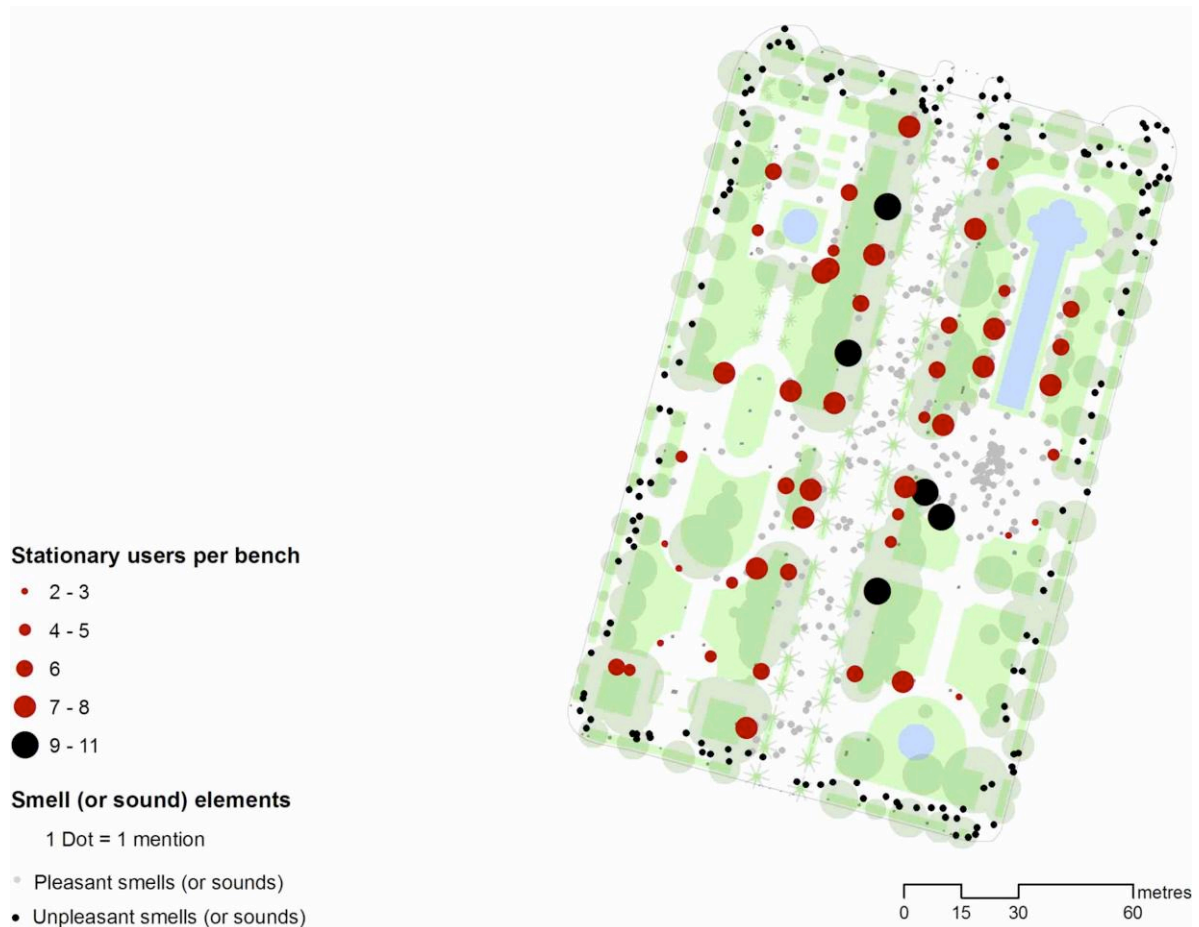 Stationary users per bench
2 - 3
4 - 5
6
7 - 8
9 - 11
Smell (or sound) elements
1 Dot = 1 mention
Pleasant smells (or sounds)
Unpleasant smells (or sounds)
metres
0 15 30 60